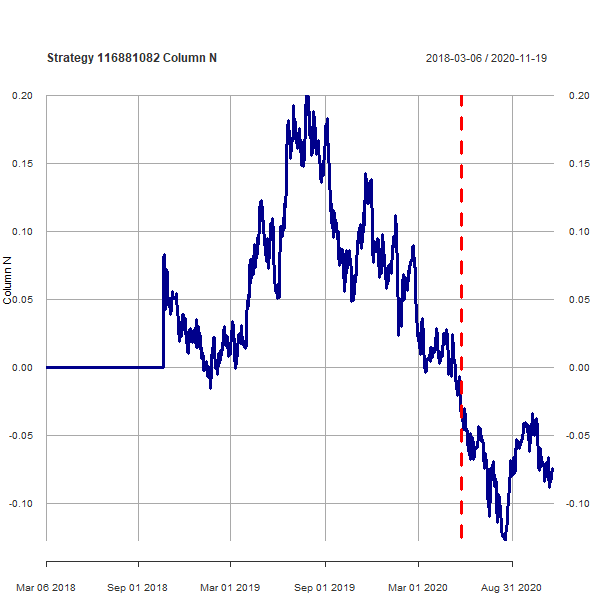 Strategy 116881082 Column N
2018-03-06 / 2020-11-19
0.20
0.20
0.15
0.15
0.10
0.10
0.05
0.05
Column N
0.00
0.00
-0.05
-0.05
-0.10
-0.10
Mar 06 2018
Sep 01 2018
Mar 01 2019
Sep 01 2019
Mar 01 2020
Aug 31 2020